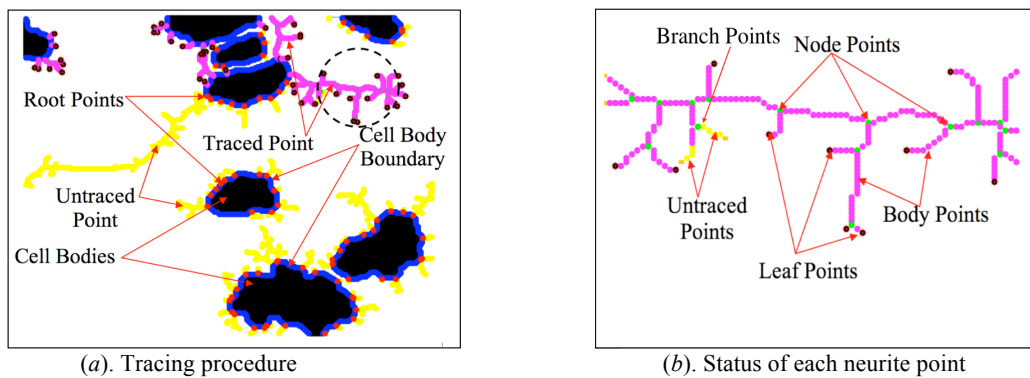 Root Points
Traced Point
Cell Body
Boundary
Untraced
Point
Cell Bodies
(a). Tracing procedure
Branch Points
Node Points
Untraced
Points
Body Points
Leaf Points
(b). Status of each neurite point